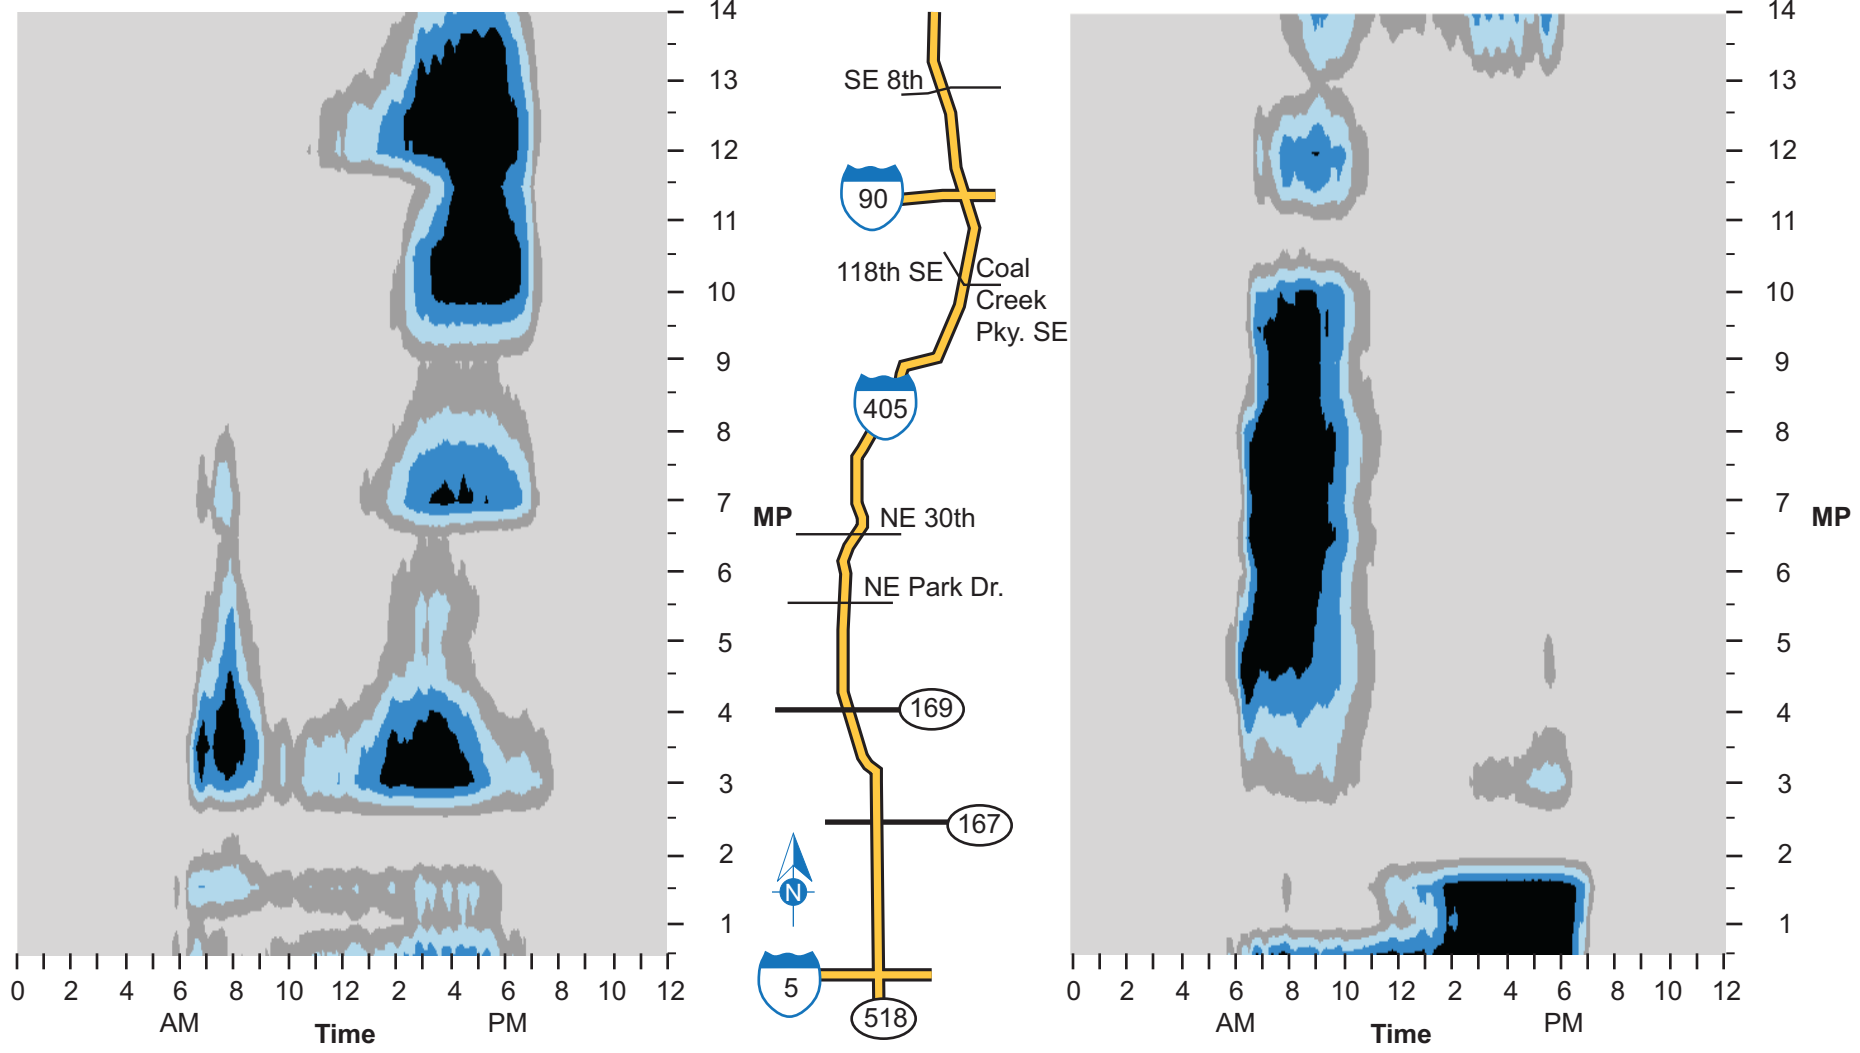 14
13
12
11
10
9
8
7
6
5
4
3
2
1
0 2 4 6 8 10 12 2 4 6 8 10 12
AM PM
Time
SE 8th
90
118th SE
Coal
Creek
Pky. SE
405
MP
NE 30th
NE Park Dr.
169
167
N
5
518
14
13
12
11
10
9
8
7
MP
6
5
4
3
2
1
0 2 4 6 8 10 12 2 4 6 8 10 12
AM PM
Time